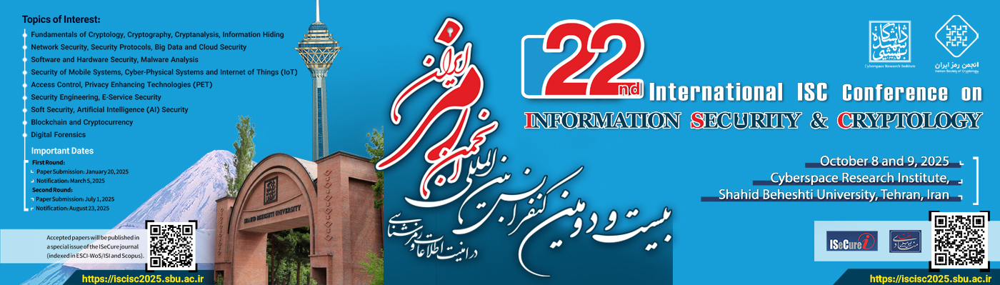 Topics of Interest:
Fundamentals of Cryptology, Cryptography, Cryptanalysis, Information Hiding
Network Security, Security Protocols, Big Data and Cloud Security
Software and Hardware Security, Malware Analysis
Security of Mobile Systems, Cyber-Physical Systems and Internet of Things (IoT)
Access Control, Privacy Enhancing Technologies (PET)
Security Engineering, E-Service Security
Soft Security, Artificial Intelligence (AI) Security
Blockchain and Cryptocurrency
Digital Forensics
Important Dates
First Round:
Paper Submission: January 20, 2025
Notification: March 5, 2025
Second Round:
Paper Submission: July 1, 2025
Notification: August 23, 2025
Accepted papers will be published in
a special issue of the ISeCure journal
(indexed in ESCI-WoS/ISI and Scopus).
https://iscisc2025.sbu.ac.ir
SHAHID BEHESHTI UNIVERSITY
بیست و دومین کنفرانس بین المللی
انجمن رمز ایران
در امنیت اطلاعات و رمزشناسی
دانشگاه
شهید
بهشتی
Cyberspace Research Institute
انجمن رمز ایران
Iranian Society of Cryptology
22nd International ISC Conference on
INFORMATION SECURITY & CRYPTOLOGY
October 8 and 9, 2025
Cyberspace Research Institute,
Shahid Beheshti University, Tehran, Iran
ISeCure
https://iscisc2025.sbu.ac.ir